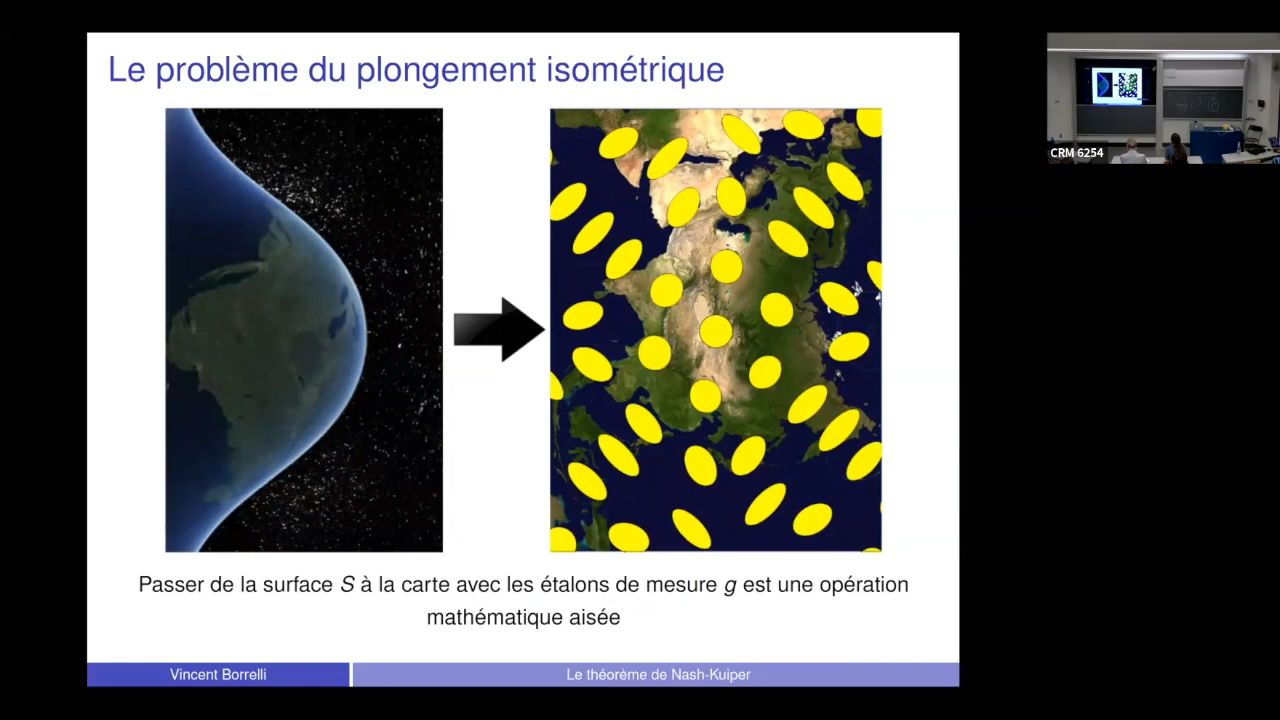 Le problème du plongement isométrique
CRM 6254
Passer de la surface S à la carte avec les étalons de mesure g est une opération
mathématique aisée
Vincent Borrelli
Le théorème de Nash-Kuiper